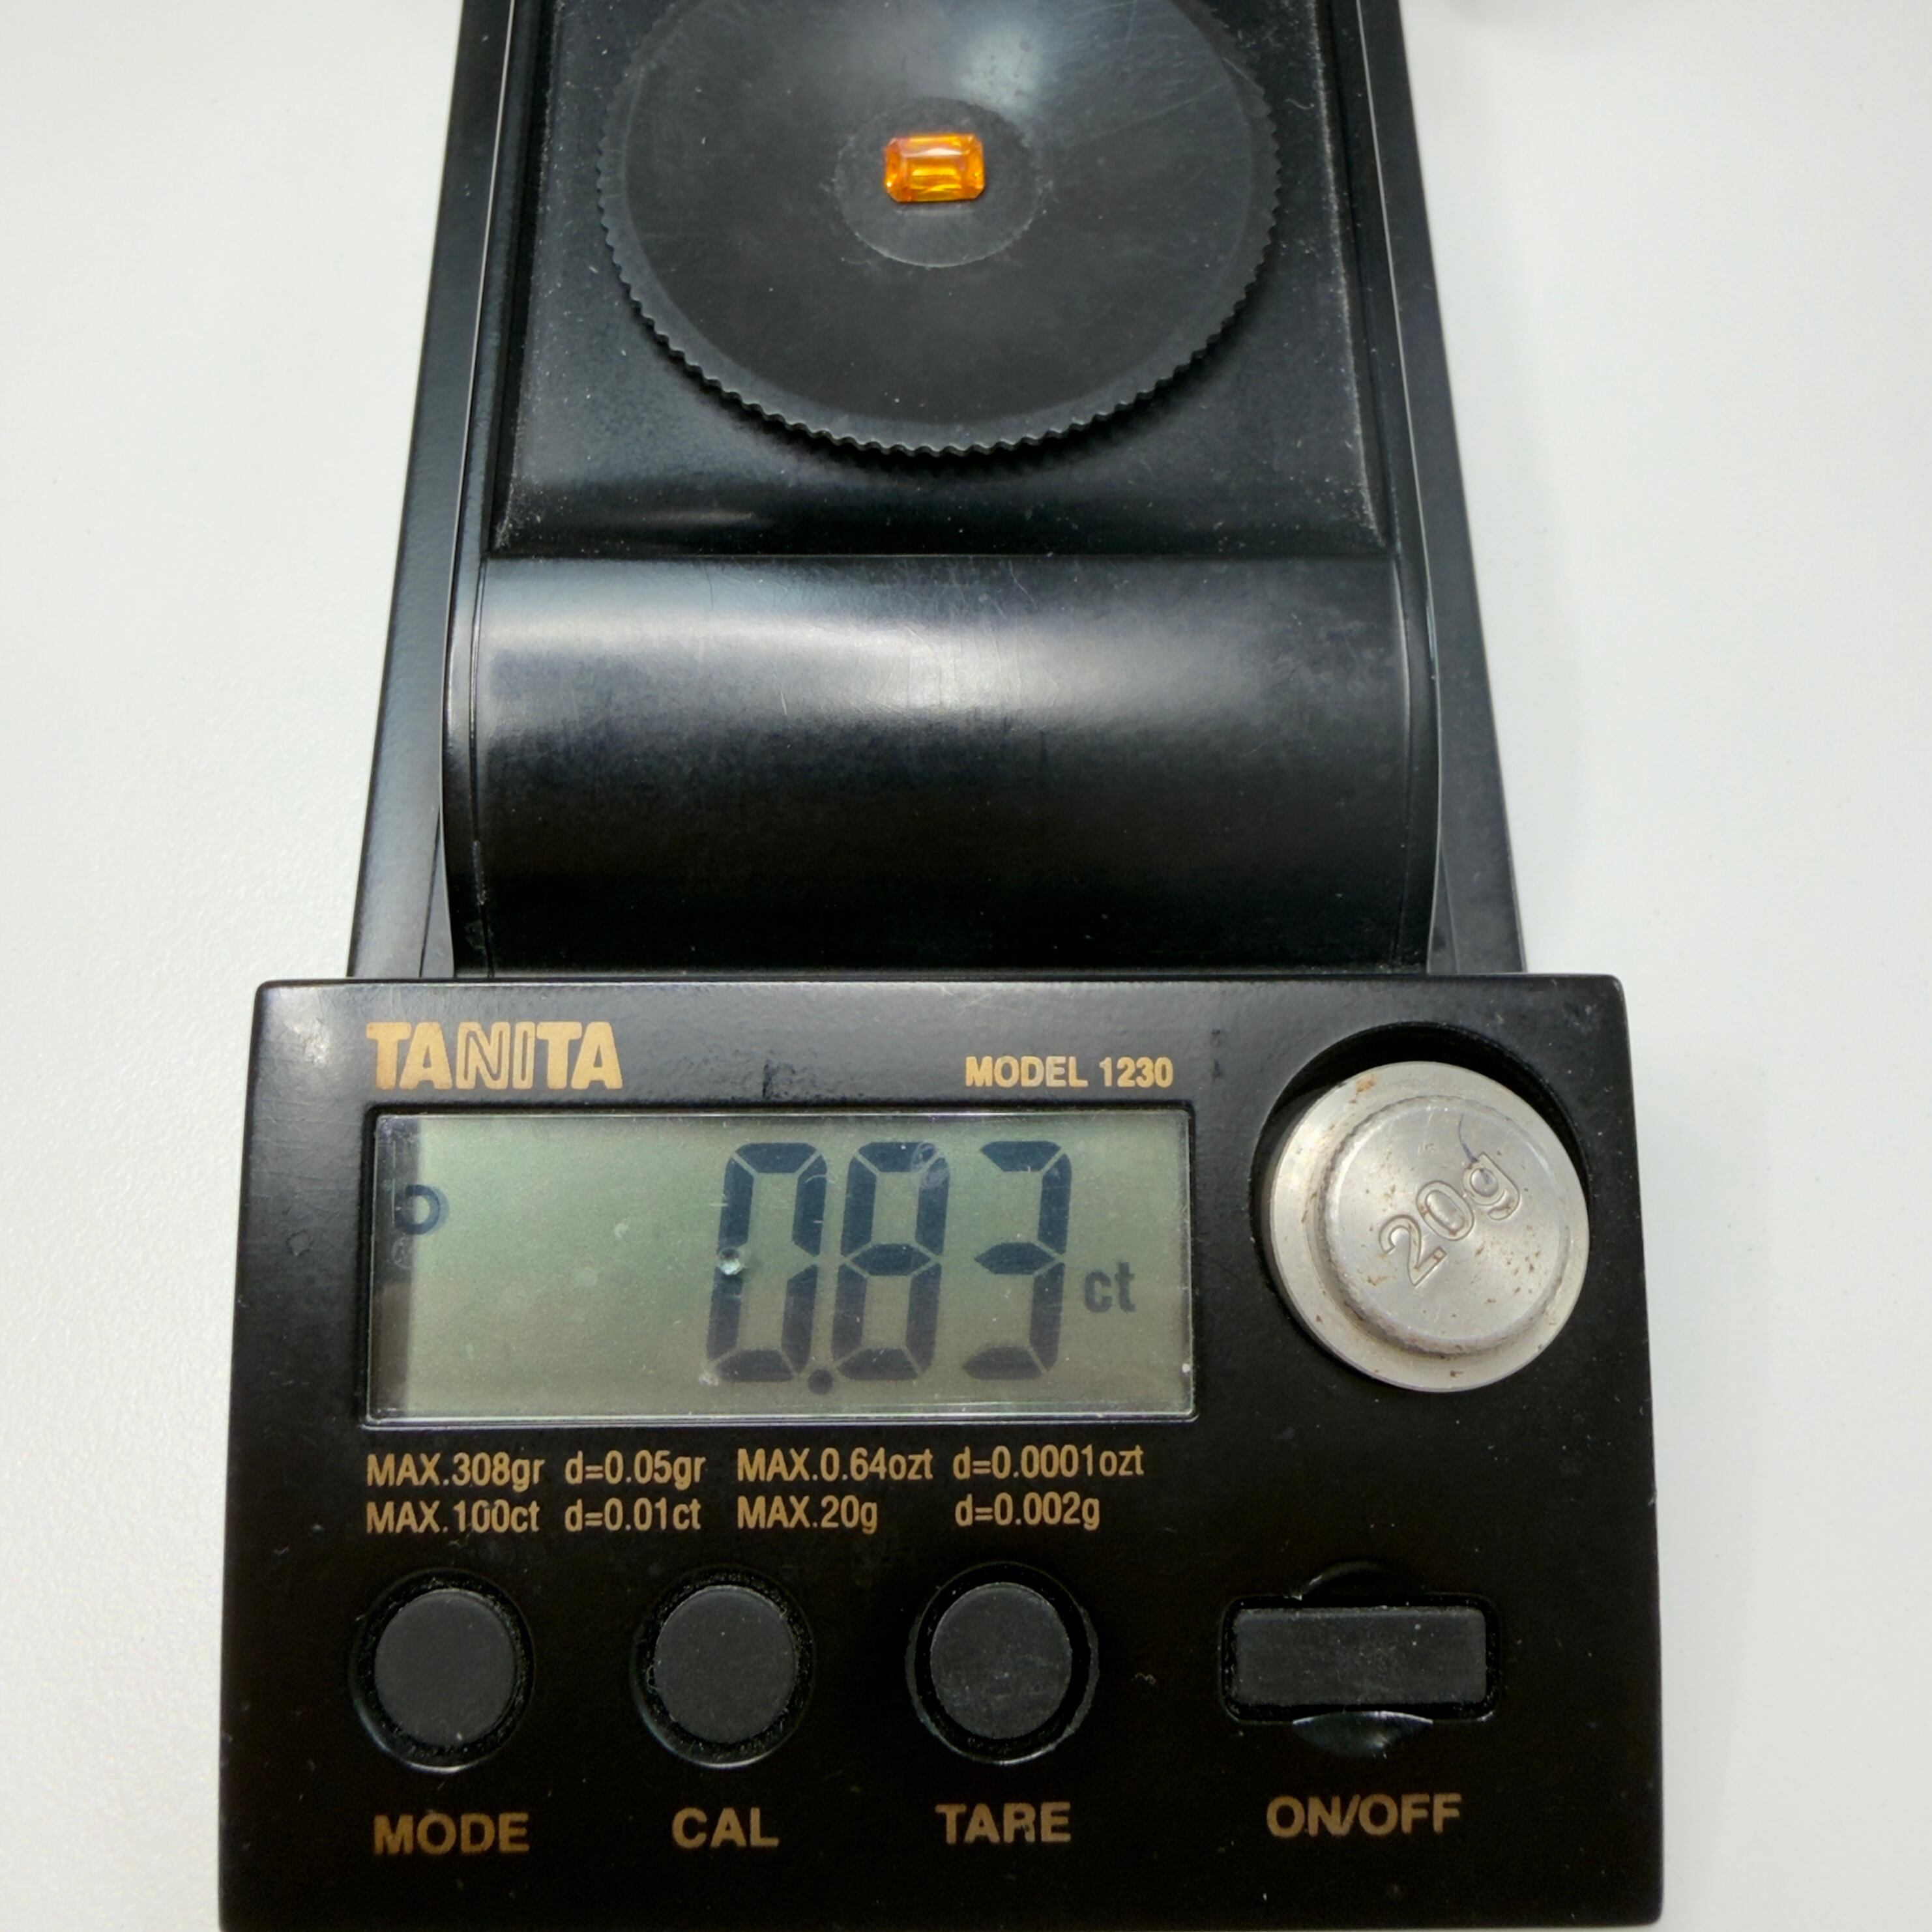 TANITA
MODEL 1230
20g
o
0.83 ct
MAX.308gr d=0.05gr MAX.0.64ozt d=0.0001ozt
MAX.100ct d=0.01ct MAX.20g d=0.002g
MODE CAL TARE ON/OFF